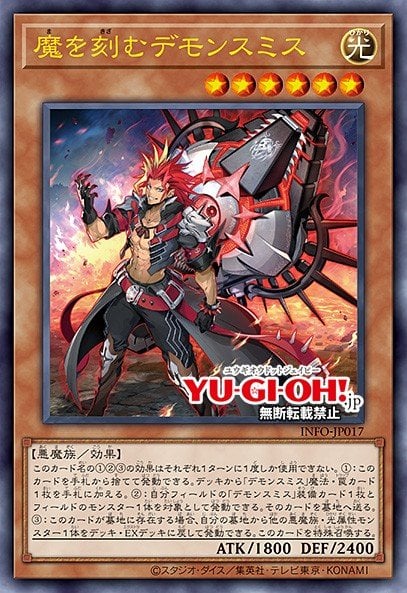 魔を刻むデモンスミス
光
ユウギオウドットジェイピー
YU-GI-OH!.jp
無断転載禁止
INFO-JP017
【悪魔族／効果】
このカード名の①②③の効果はそれぞれ1ターンに1度しか使用できない。①：この
カードを手札から捨てて発動できる。デッキから「デモンスミス」魔法・罠カード
1枚を手札に加える。②：自分フィールドの「デモンスミス」装備カード1枚と
フィールドのモンスター1体を対象として発動できる。そのカードを墓地へ送る。
③：このカードが墓地に存在する場合、自分の墓地から他の悪魔族・光属性モン
スター1体をデッキ・EXデッキに戻して発動できる。このカードを特殊召喚する
ATK/1800 DEF/2400
©スタジオ・ダイス／集英社・テレビ東京・KONAMI